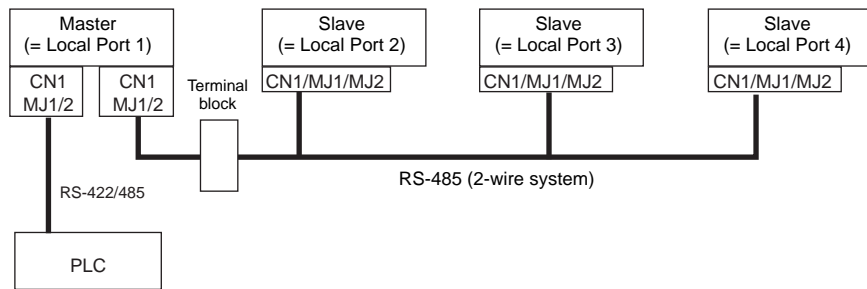 Master
(= Local Port 1)
Slave
(= Local Port 2)
Slave
(= Local Port 3)
Slave
(= Local Port 4)
CN1
MJ1/2
CN1
MJ1/2
Terminal
block
CN1/MJ1/MJ2
CN1/MJ1/MJ2
CN1/MJ1/MJ2
RS-485 (2-wire system)
RS-422/485
PLC